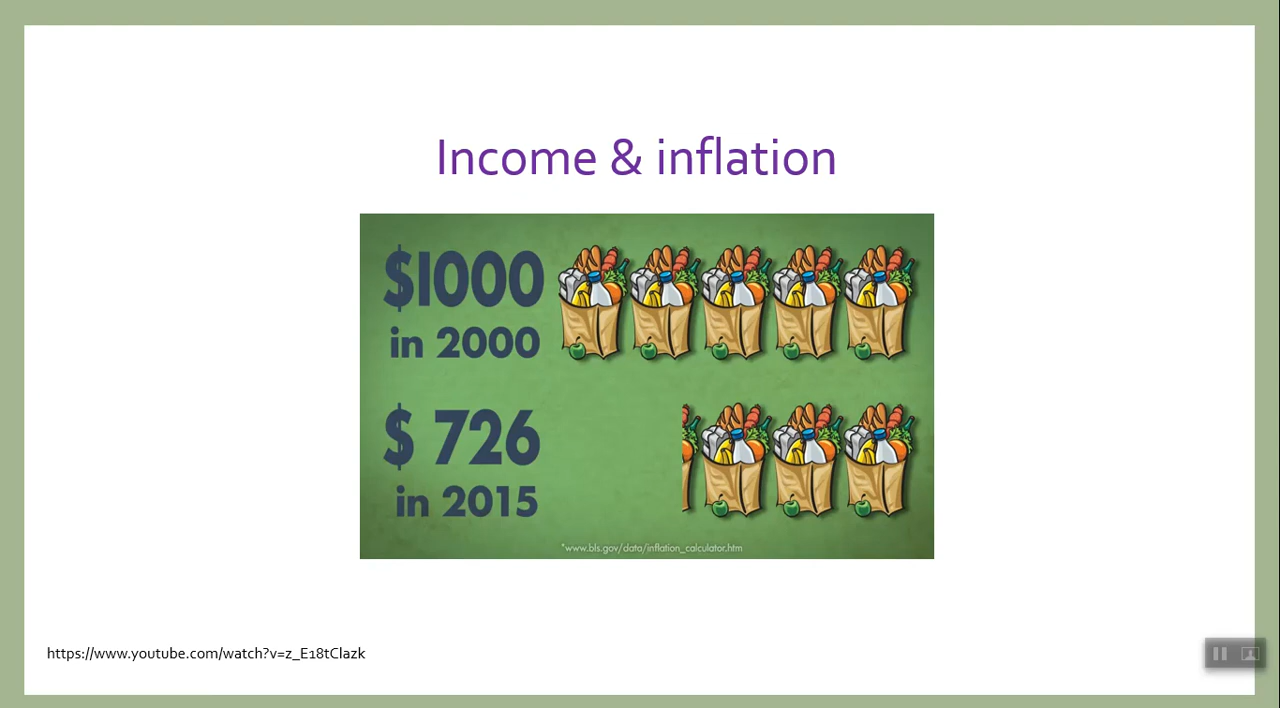 Income & inflation
$1000
in 2000
$ 726
in 2015
*www.bls.gov/data/inflation_calculator.htm
https://www.youtube.com/watch?v=z_E18tClazk